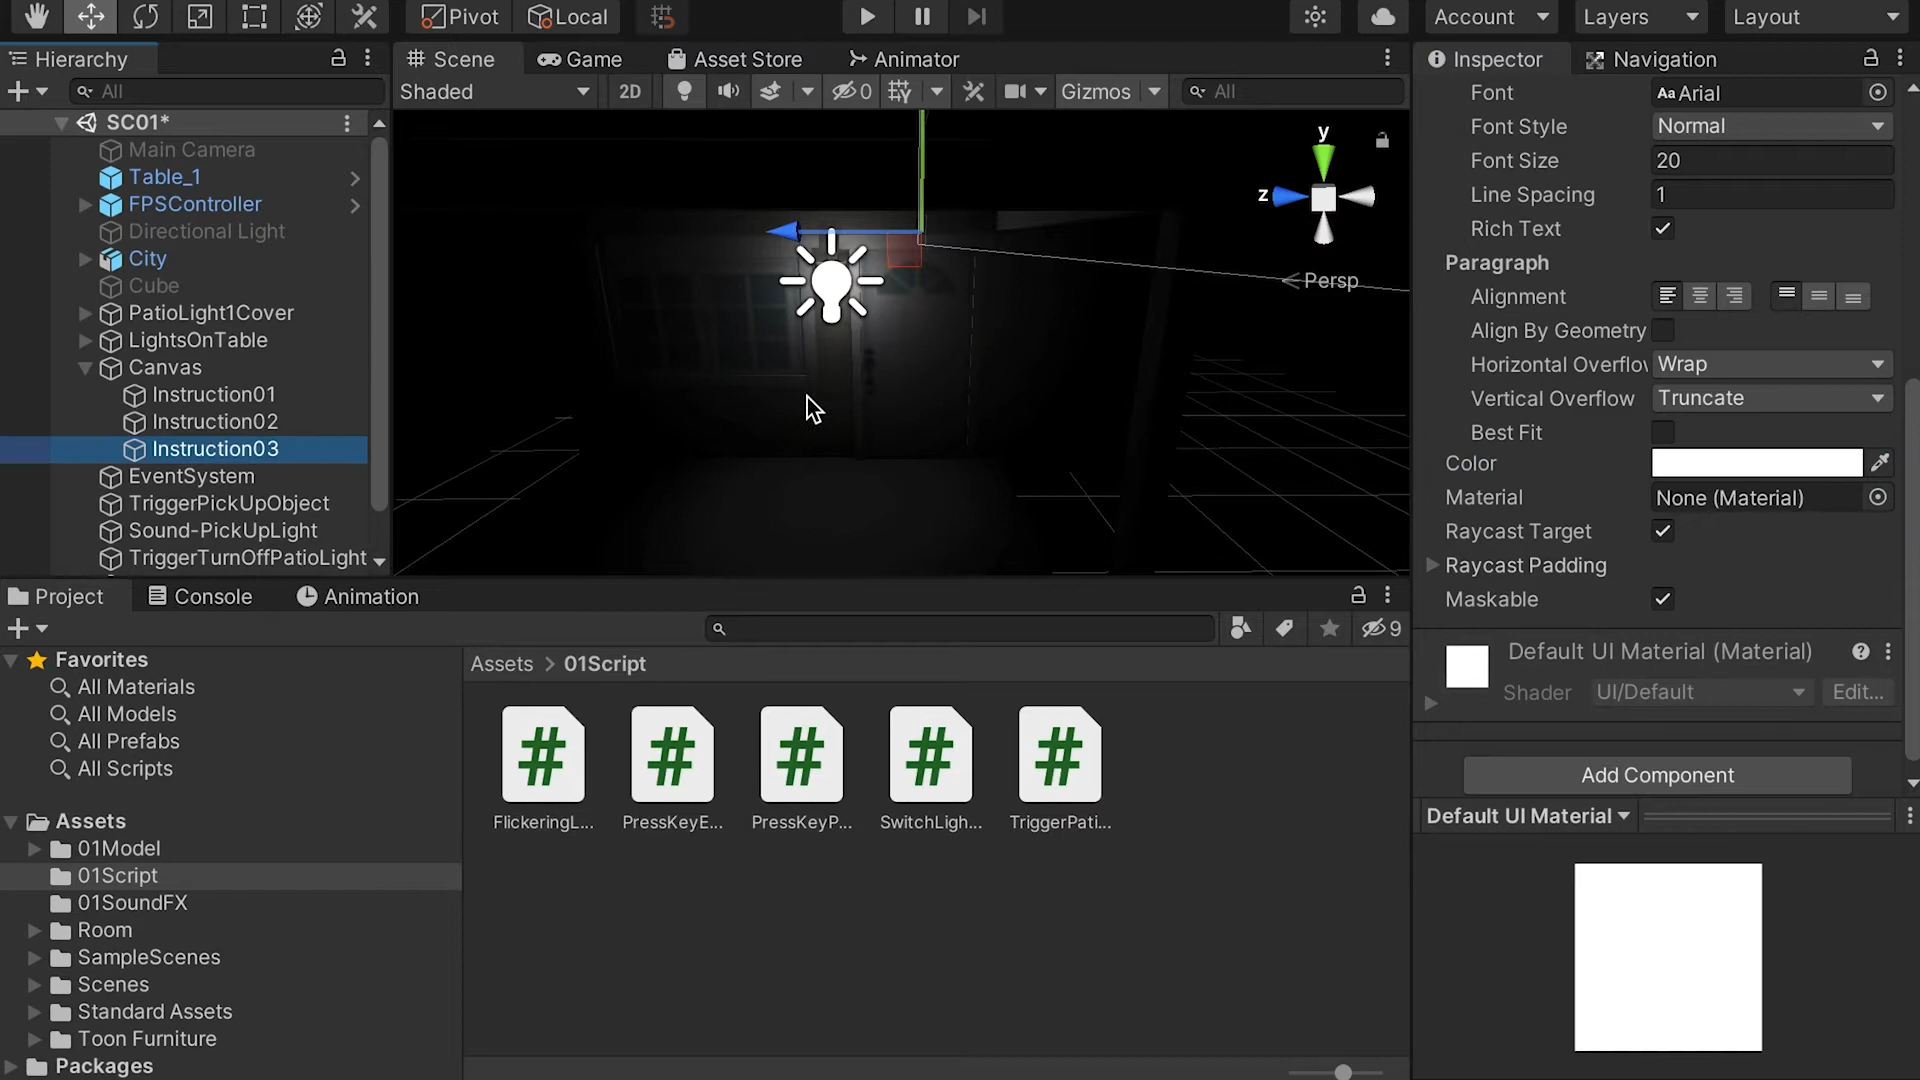 Pivot Local Account Layers Layout
Hierarchy Scene Game Asset Store Animator Inspector Navigation
All Shaded 2D 0 Gizmos All
SC01*
Main Camera
Table_1
FPSController
Directional Light
City
Cube
PatioLight1Cover
LightsOnTable
Canvas
Instruction01
Instruction02
Instruction03
EventSystem
TriggerPickUpObject
Sound-PickUpLight
TriggerTurnOffPatioLight
y
z
Persp
Font Arial
Font Style Normal
Font Size 20
Line Spacing 1
Rich Text
Paragraph
Alignment
Align By Geometry
Horizontal Overflo Wrap
Vertical Overflow Truncate
Best Fit
Color
Material None (Material)
Raycast Target
Raycast Padding
Maskable
Default UI Material (Material)
Shader UI/Default Edit...
Add Component
Default UI Material
Project Console Animation
9
Favorites
All Materials
All Models
All Prefabs
All Scripts
Assets
01Model
01Script
01SoundFX
Room
SampleScenes
Scenes
Standard Assets
Toon Furniture
Packages
Assets > 01Script
FlickeringL... PressKeyE... PressKeyP... SwitchLigh... TriggerPati...